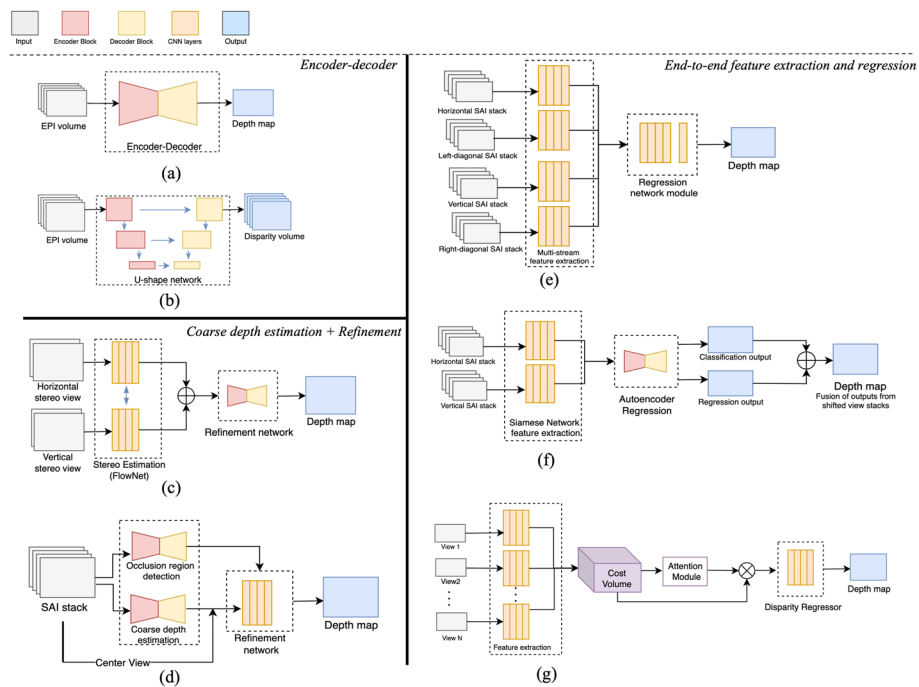 Input
Encoder Block
Decoder Block
CNN layers
Output
Encoder-decoder
EPI volume
Encoder-Decoder
Depth map
(a)
EPI volume
U-shape network
Disparity volume
(b)
Coarse depth estimation + Refinement
Horizontal
stereo view
Vertical
stereo view
Stereo Estimation
(FlowNet)
Refinement network
Depth map
(c)
SAI stack
Occlusion region
detection
Coarse depth
estimation
Center View
Refinement
network
Depth map
(d)
End-to-end feature extraction and regression
Horizontal SAI stack
Left-diagonal SAI stack
Vertical SAI stack
Right-diagonal SAI stack
Multi-stream
feature extraction
Regression
network module
Depth map
(e)
Horizontal SAI stack
Vertical SAI stack
Siamese Network
feature extraction
Autoencoder
Regression
Classification output
Regression output
Depth map
Fusion of outputs from
shifted view stacks
(f)
View 1
View2
View N
Feature extraction
Cost
Volume
Attention
Module
Disparity Regressor
Depth map
(g)